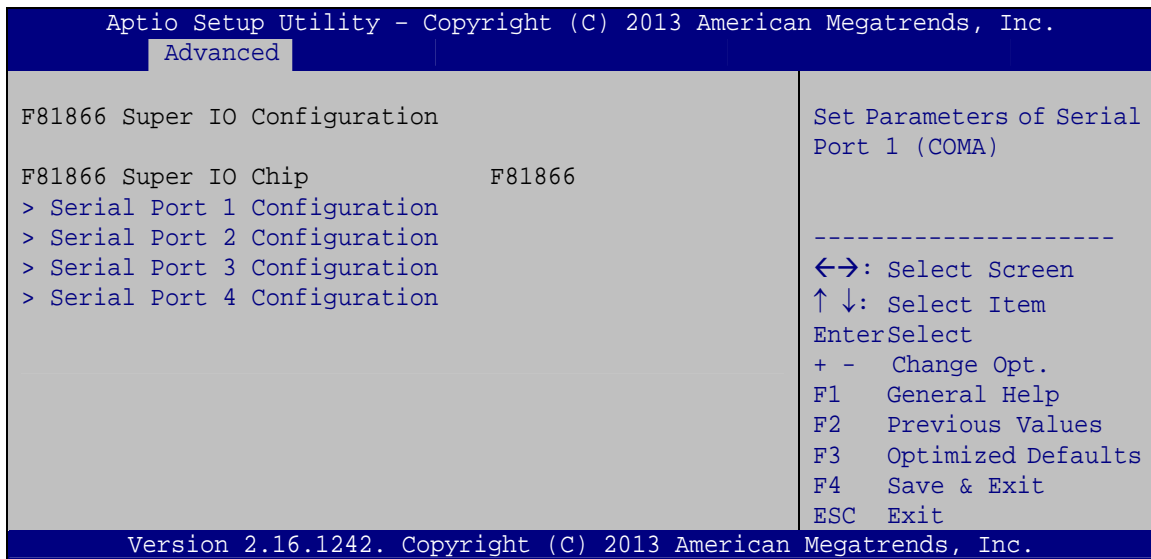 Aptio Setup Utility – Copyright (C) 2013 American Megatrends, Inc.
Advanced
F81866 Super IO Configuration
F81866 Super IO Chip F81866
> Serial Port 1 Configuration
> Serial Port 2 Configuration
> Serial Port 3 Configuration
> Serial Port 4 Configuration
Set Parameters of Serial
Port 1 (COMA)
---------------------
←→: Select Screen
↑ ↓: Select Item
EnterSelect
+ - Change Opt.
F1 General Help
F2 Previous Values
F3 Optimized Defaults
F4 Save & Exit
ESC Exit
Version 2.16.1242. Copyright (C) 2013 American Megatrends, Inc.